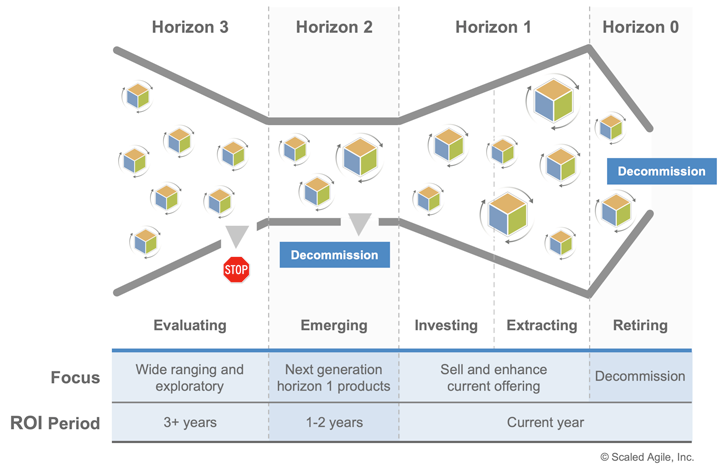 Horizon 3
Horizon 2
Horizon 1
Horizon 0
Decommission
Decommission
STOP
Evaluating
Emerging
Investing
Extracting
Retiring
Focus
Wide ranging and
exploratory
Next generation
horizon 1 products
Sell and enhance
current offering
Decommission
ROI Period
3+ years
1-2 years
Current year
© Scaled Agile, Inc.